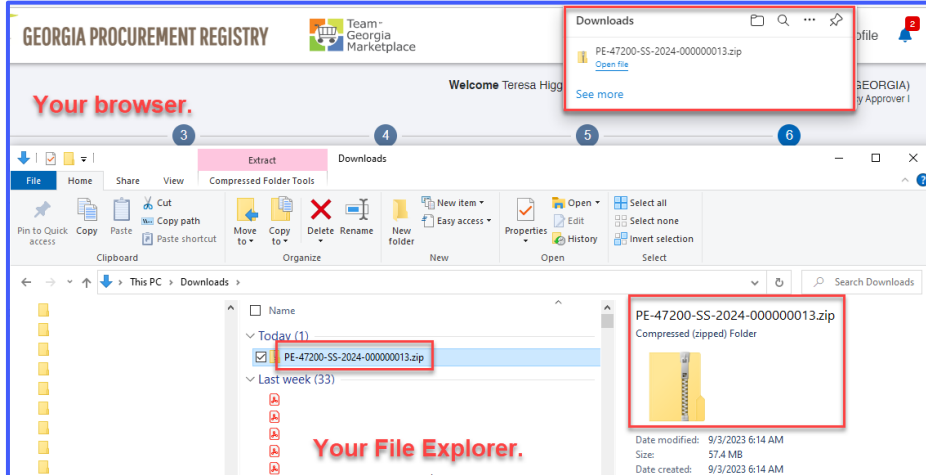 GEORGIA PROCUREMENT REGISTRY
Team-
Georgia
Marketplace
Downloads
PE-47200-SS-2024-000000013.zip
Open file
See more
ofile
2
Welcome Teresa Higg
GEORGIA)
y Approver I
Your browser.
3
4
5
6
Extract
Downloads
File
Home
Share
View
Compressed Folder Tools
Pin to Quick access
Copy
Paste
Cut
Copy path
Paste shortcut
Clipboard
Move to
Copy to
Delete
Rename
Organize
New folder
New item
Easy access
New
Properties
Open
Edit
History
Open
Select all
Select none
Invert selection
Select
This PC > Downloads >
Search Downloads
Name
Today (1)
PE-47200-SS-2024-000000013.zip
Last week (33)
Your File Explorer.
PE-47200-SS-2024-000000013.zip
Compressed (zipped) Folder
Date modified: 9/3/2023 6:14 AM
Size: 57.4 MB
Date created: 9/3/2023 6:14 AM